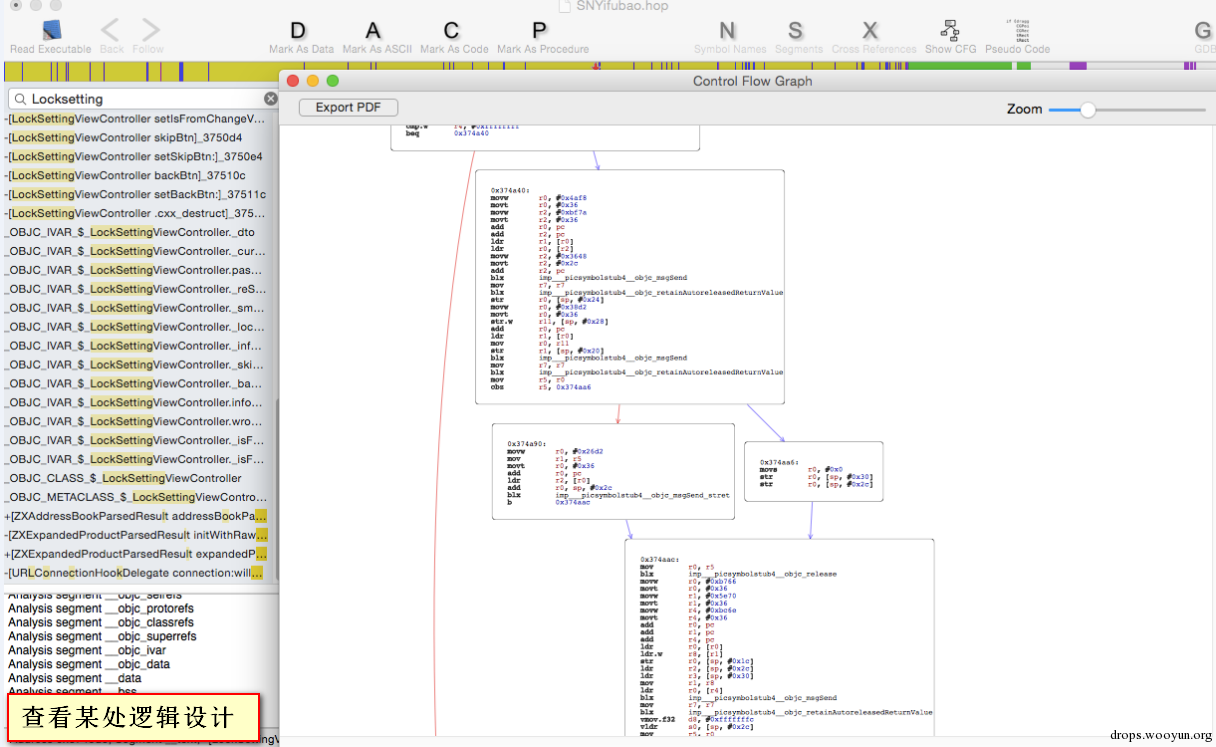 SNYifubao.hop
D A C P N S X G
Read Executable Back Follow Mark As Data Mark As ASCII Mark As Code Mark As Procedure Symbol Names Segments Cross References Show CFG Pseudo Code GDB
Control Flow Graph
Locksetting
Export PDF
Zoom
-[LockSettingViewController setIsFromChangeV...
-[LockSettingViewController skipBtn]_3750d4
-[LockSettingViewController setSkipBtn:]_3750e4
-[LockSettingViewController backBtn]_37510c
-[LockSettingViewController setBackBtn:]_37511c
-[LockSettingViewController .cxx_destruct]_375...
_OBJC_IVAR_$_LockSettingViewController._dto
_OBJC_IVAR_$_LockSettingViewController._cur...
_OBJC_IVAR_$_LockSettingViewController.pas...
_OBJC_IVAR_$_LockSettingViewController._reS...
_OBJC_IVAR_$_LockSettingViewController._sm...
_OBJC_IVAR_$_LockSettingViewController._loc...
_OBJC_IVAR_$_LockSettingViewController._inf...
_OBJC_IVAR_$_LockSettingViewController._ski...
_OBJC_IVAR_$_LockSettingViewController._ba...
_OBJC_IVAR_$_LockSettingViewController.info...
_OBJC_IVAR_$_LockSettingViewController.wro...
_OBJC_IVAR_$_LockSettingViewController._isF...
_OBJC_IVAR_$_LockSettingViewController._isF...
_OBJC_CLASS_$_LockSettingViewController
_OBJC_METACLASS_$_LockSettingViewContro...
+[ZXAddressBookParsedResult addressBookPa...
-[ZXExpandedProductParsedResult initWithRaw...
+[ZXExpandedProductParsedResult expandedP...
-[URLConnectionHookDelegate connection:will...
Analysis segment __objc_selrefs
Analysis segment __objc_protorefs
Analysis segment __objc_classrefs
Analysis segment __objc_superrefs
Analysis segment __objc_ivar
Analysis segment __objc_data
Analysis segment __data
Analysis segment __bss
查看某处逻辑设计
cmp.w r4, #0xffffffff
beq 0x374a40
0x374a40:
movw r0, #0x4af8
movt r0, #0x36
movw r2, #0xbf7a
movt r2, #0x36
add r0, pc
add r2, pc
ldr r1, [r0]
ldr r0, [r2]
movw r2, #0x3648
movt r2, #0x2c
add r2, pc
blx imp___picsymbolstub4__objc_msgSend
mov r7, r7
blx imp___picsymbolstub4__objc_retainAutoreleasedReturnValue
str r0, [sp, #0x24]
movw r0, #0x38d2
movt r0, #0x36
str.w r11, [sp, #0x28]
add r0, pc
ldr r1, [r0]
mov r0, r11
str r1, [sp, #0x20]
blx imp___picsymbolstub4__objc_msgSend
mov r7, r7
blx imp___picsymbolstub4__objc_retainAutoreleasedReturnValue
mov r5, r0
cbz r5, 0x374aa6
0x374a90:
movw r0, #0x26d2
mov r1, r5
movt r0, #0x36
add r0, pc
ldr r2, [r0]
add r0, sp, #0x2c
blx imp___picsymbolstub4__objc_msgSend_stret
b 0x374aac
0x374aa6:
movs r0, #0x0
str r0, [sp, #0x30]
str r0, [sp, #0x2c]
0x374aac:
mov r0, r5
blx imp___picsymbolstub4__objc_release
movw r0, #0xb766
movt r0, #0x36
movw r1, #0x5e70
movt r1, #0x36
movw r4, #0xbc6e
movt r4, #0x36
add r0, pc
add r1, pc
add r4, pc
ldr r0, [r0]
ldr.w r8, [r1]
str r0, [sp, #0x1c]
ldr r2, [sp, #0x2c]
ldr r3, [sp, #0x30]
mov r1, r8
ldr r0, [r4]
blx imp___picsymbolstub4__objc_msgSend
mov r7, r7
blx imp___picsymbolstub4__objc_retainAutoreleasedReturnValue
vmov.f32 d8, #0xfffffffc
vldr s0, [sp, #0x2c]
mov r5, r0
drops.wooyun.org